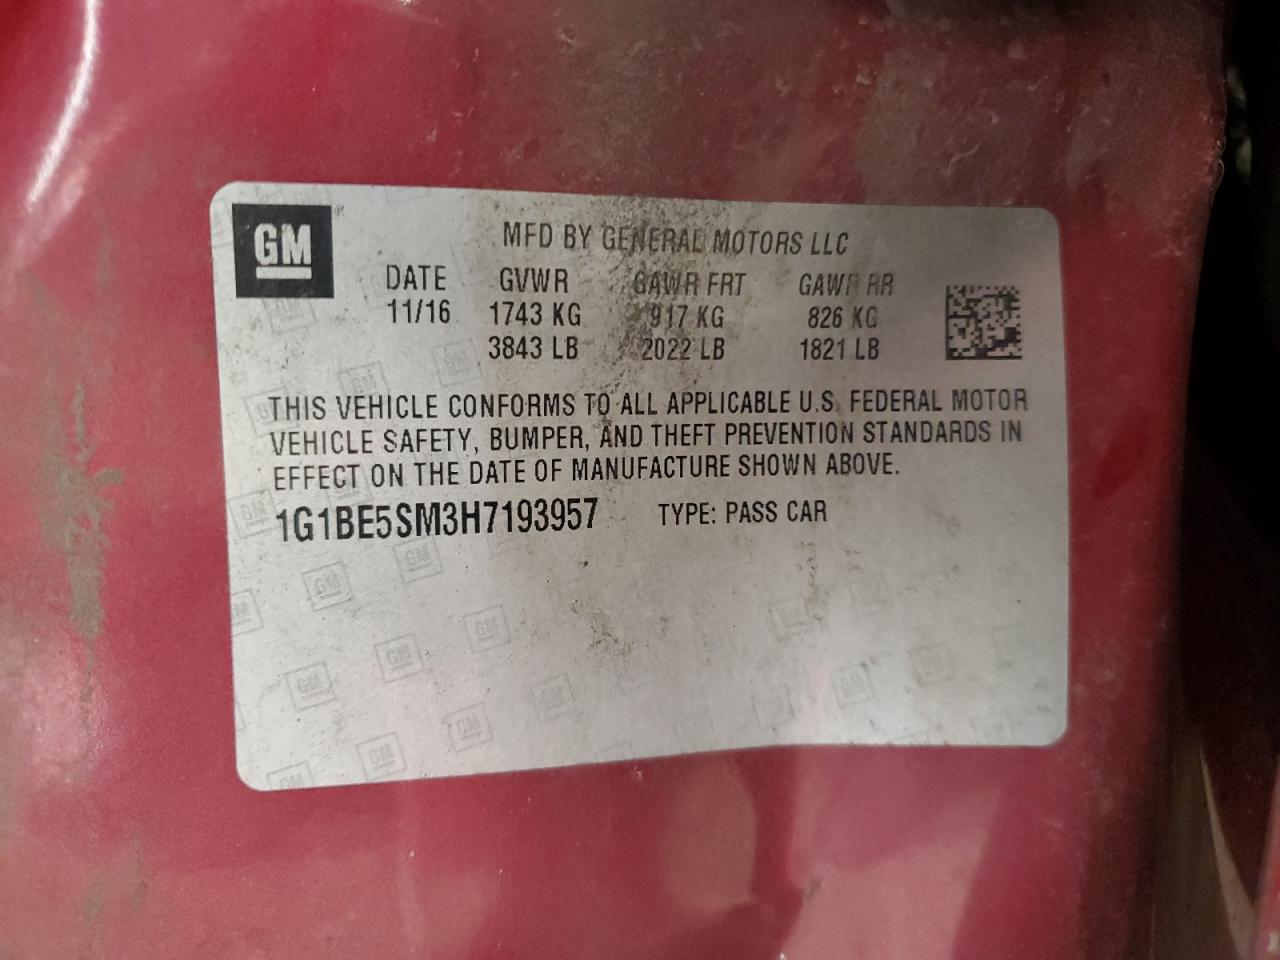 GM
MFD BY GENERAL MOTORS LLC
DATE GVWR GAWR FRT GAWR RR
11/16 1743 KG 917 KG 826 KG
3843 LB 2022 LB 1821 LB
THIS VEHICLE CONFORMS TO ALL APPLICABLE U.S. FEDERAL MOTOR
VEHICLE SAFETY, BUMPER, AND THEFT PREVENTION STANDARDS IN
EFFECT ON THE DATE OF MANUFACTURE SHOWN ABOVE.
1G1BE5SM3H7193957 TYPE: PASS CAR